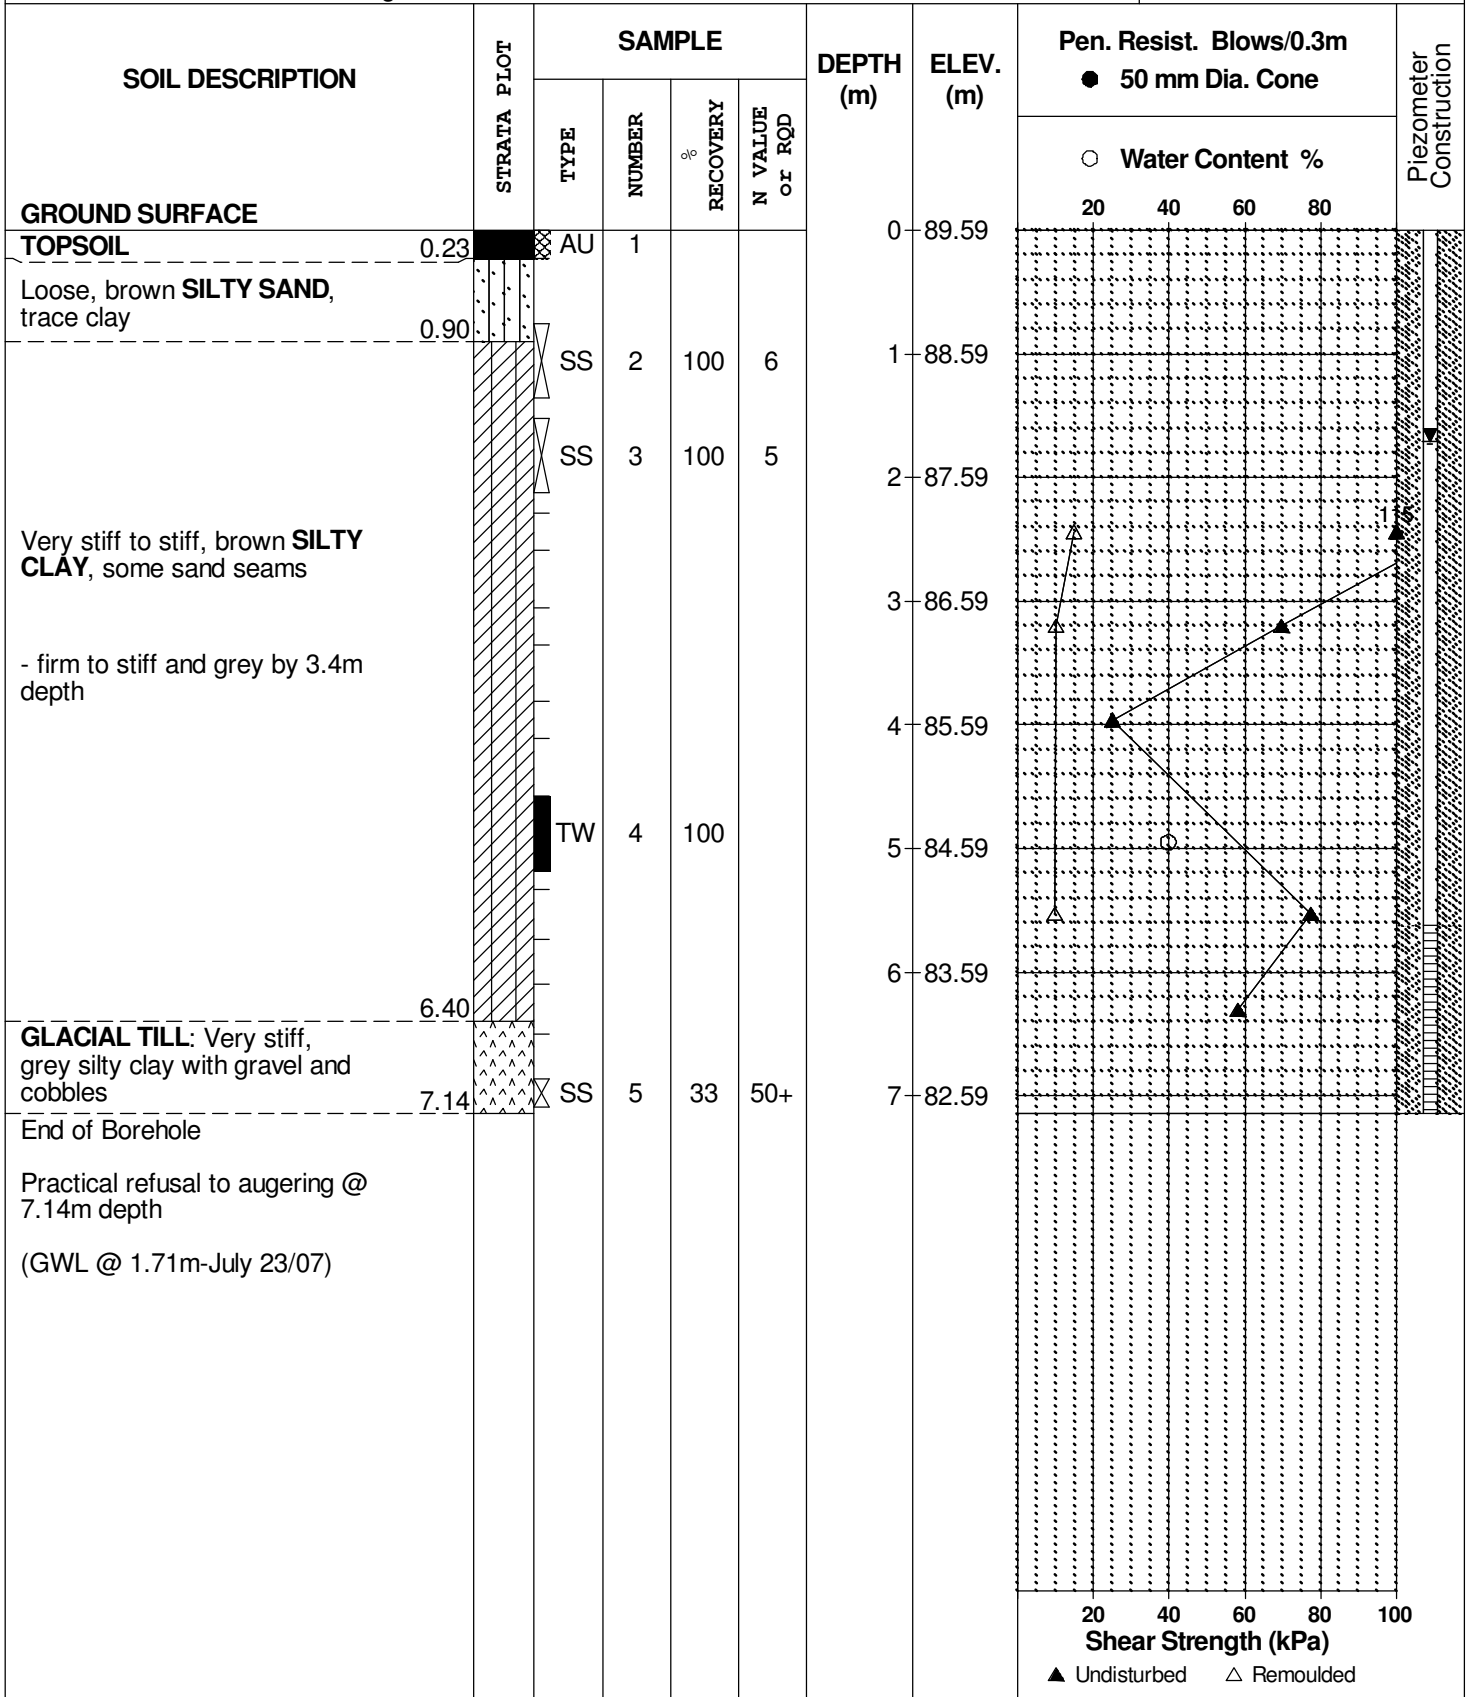 SOIL DESCRIPTION
STRATA PLOT
SAMPLE
TYPE
NUMBER
% RECOVERY
N VALUE or RQD
DEPTH (m)
ELEV. (m)
Pen. Resist. Blows/0.3m
● 50 mm Dia. Cone
○ Water Content %
20 40 60 80
Piezometer Construction
GROUND SURFACE
0 89.59
TOPSOIL 0.23 AU 1
Loose, brown SILTY SAND,
trace clay
0.90
1 88.59
SS 2 100 6
SS 3 100 5
2 87.59
115
Very stiff to stiff, brown SILTY
CLAY, some sand seams
3 86.59
- firm to stiff and grey by 3.4m
depth
4 85.59
TW 4 100
5 84.59
6 83.59
6.40
GLACIAL TILL: Very stiff,
grey silty clay with gravel and
cobbles
7.14
SS 5 33 50+
7 82.59
End of Borehole
Practical refusal to augering @
7.14m depth
(GWL @ 1.71m-July 23/07)
20 40 60 80 100
Shear Strength (kPa)
▲ Undisturbed △ Remoulded